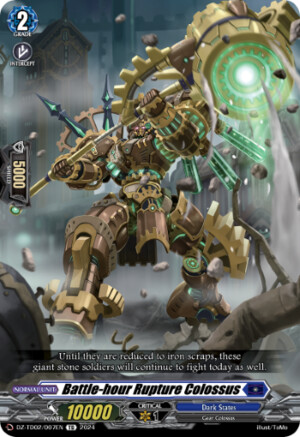 2
GRADE
INTERCEPT
5000
SHIELD
Until they are reduced to iron scraps, these
giant stone soldiers will continue to fight today as well.
NORMAL UNIT
Battle-hour Rupture Colossus
POWER 10000
CRITICAL
1
Dark States
Gear Colossus
DZ-TD02/007EN TD 2024
Illust/ToMo